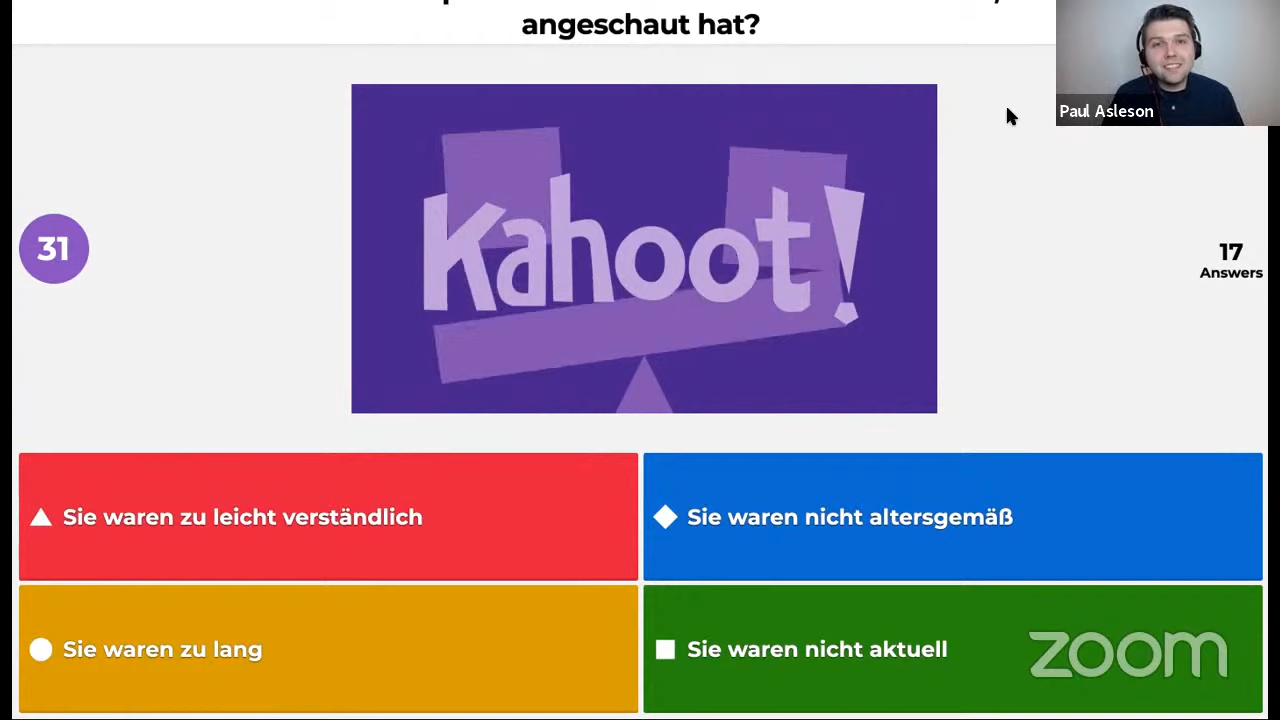 angeschaut hat?
Paul Asleson
Kahoot!
31
17
Answers
Sie waren zu leicht verständlich
Sie waren nicht altersgemäß
Sie waren zu lang
Sie waren nicht aktuell
zoom